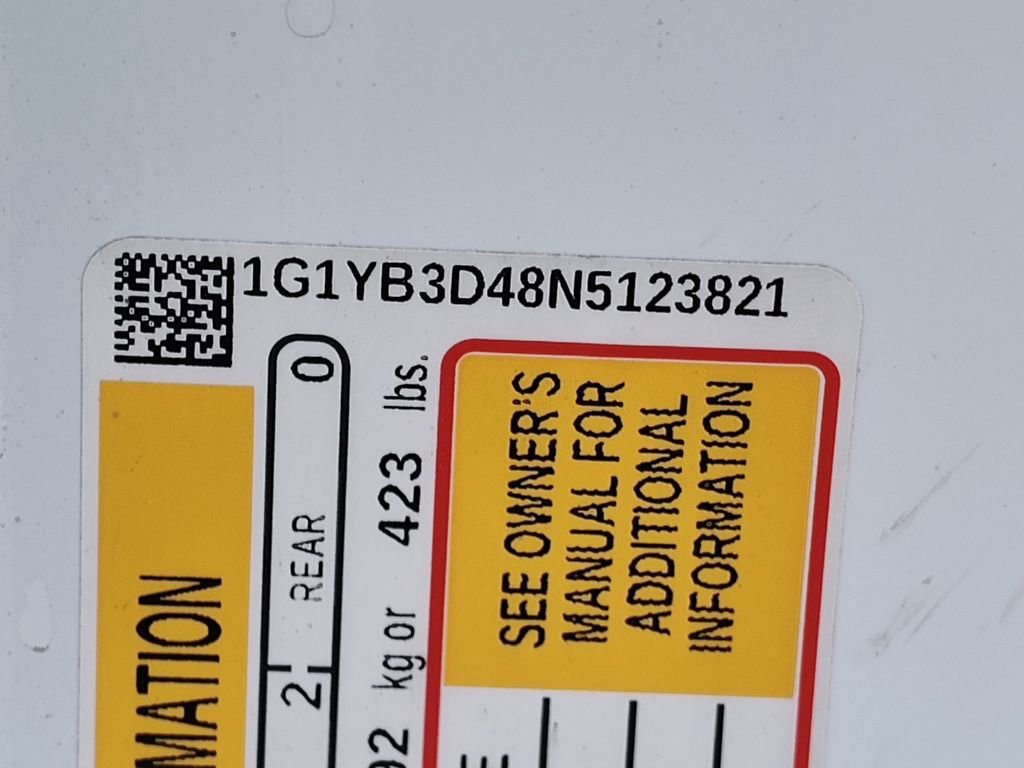 1G1YB3D48N5123821
MATION
2 REAR 0
92 kg or 423 lbs.
SEE OWNER'S
MANUAL FOR
ADDITIONAL
INFORMATION